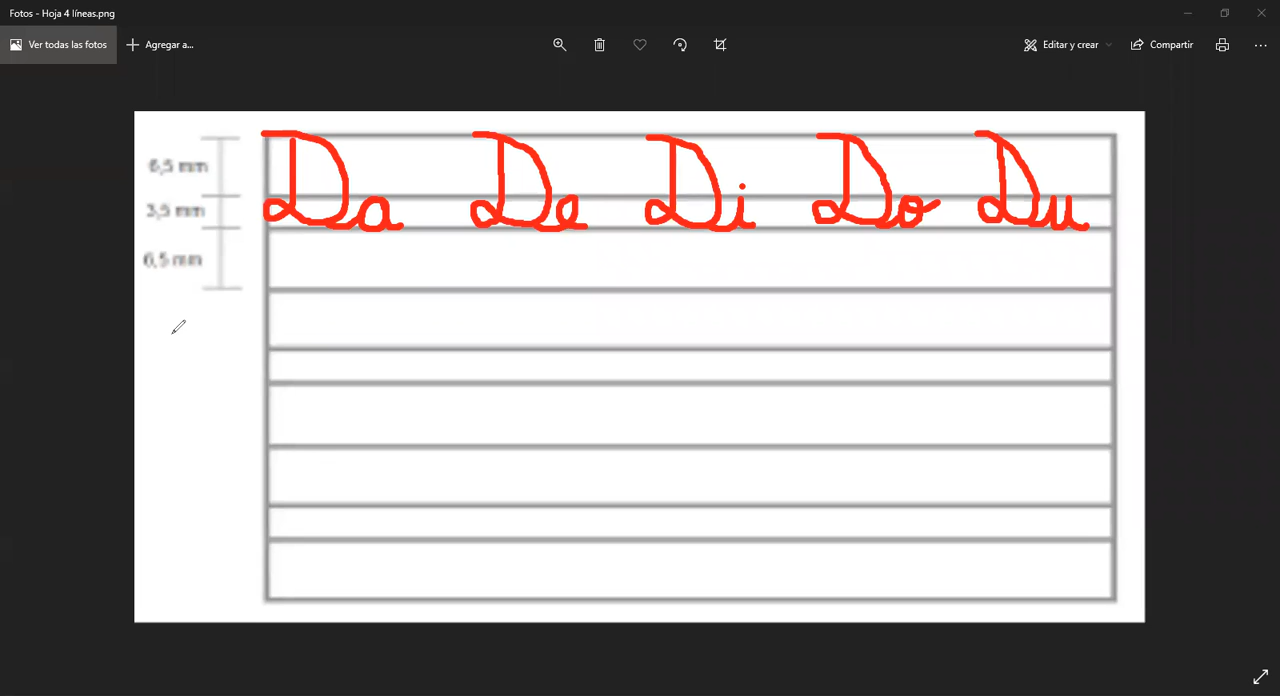 Fotos - Hoja 4 líneas.png
Ver todas las fotos
Agregar a...
Editar y crear
Compartir
6,5 mm
3,5 mm
6,5 mm
Da De Di Do Du